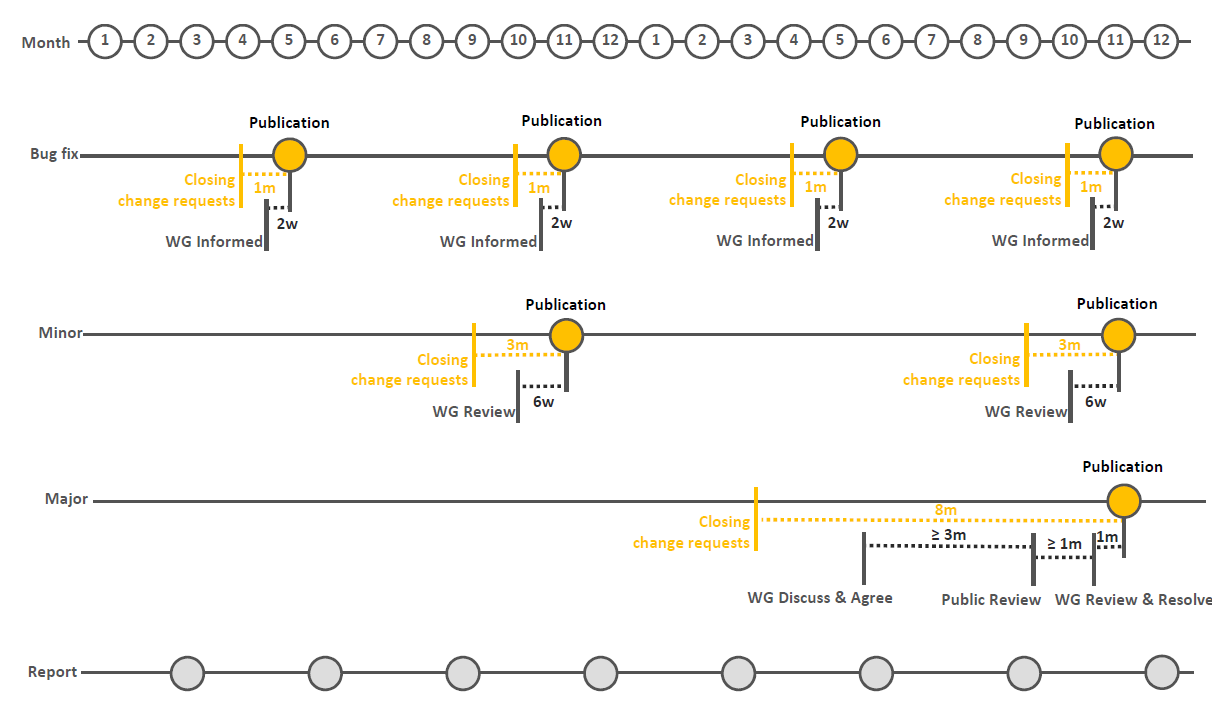 Month 1 2 3 4 5 6 7 8 9 10 11 12 1 2 3 4 5 6 7 8 9 10 11 12
Publication Publication Publication Publication
Bug fix
Closing change requests 1m Closing change requests 1m Closing change requests 1m Closing change requests 1m
2w 2w 2w 2w
WG Informed WG Informed WG Informed WG Informed
Publication Publication
Minor
3m 3m
Closing change requests Closing change requests
6w 6w
WG Review WG Review
Publication
Major
8m
Closing
change requests
≥ 3m ≥ 1m 1m
WG Discuss & Agree Public Review WG Review & Resolve
Report